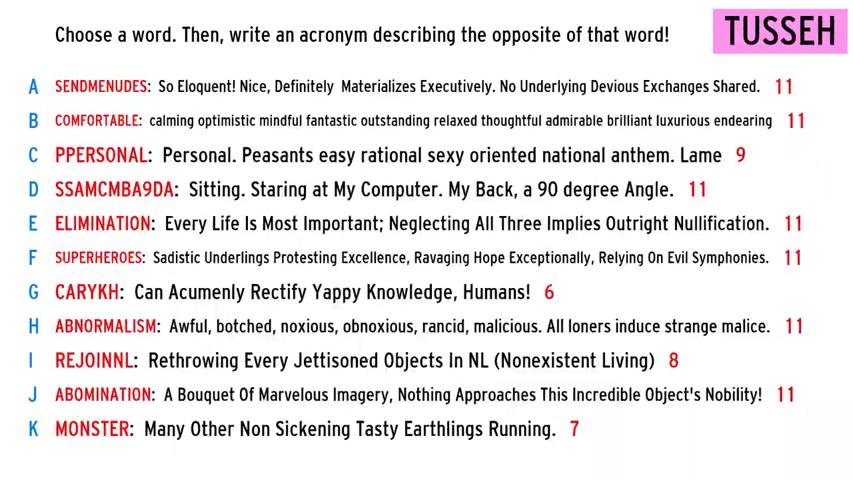 Choose a word. Then, write an acronym describing the opposite of that word!
TUSSEH
A SENDMENUDES: So Eloquent! Nice, Definitely Materializes Executively. No Underlying Devious Exchanges Shared. 11
B COMFORTABLE: calming optimistic mindful fantastic outstanding relaxed thoughtful admirable brilliant luxurious endearing 11
C PPERSONAL: Personal. Peasants easy rational sexy oriented national anthem. Lame 9
D SSAMCMBA9DA: Sitting. Staring at My Computer. My Back, a 90 degree Angle. 11
E ELIMINATION: Every Life Is Most Important; Neglecting All Three Implies Outright Nullification. 11
F SUPERHEROES: Sadistic Underlings Protesting Excellence, Ravaging Hope Exceptionally, Relying On Evil Symphonies. 11
G CARYKH: Can Acumenly Rectify Yappy Knowledge, Humans! 6
H ABNORMALISM: Awful, botched, noxious, obnoxious, rancid, malicious. All loners induce strange malice. 11
I REJOINNL: Rethrowing Every Jettisoned Objects In NL (Nonexistent Living) 8
J ABOMINATION: A Bouquet Of Marvelous Imagery, Nothing Approaches This Incredible Object's Nobility! 11
K MONSTER: Many Other Non Sickening Tasty Earthlings Running. 7